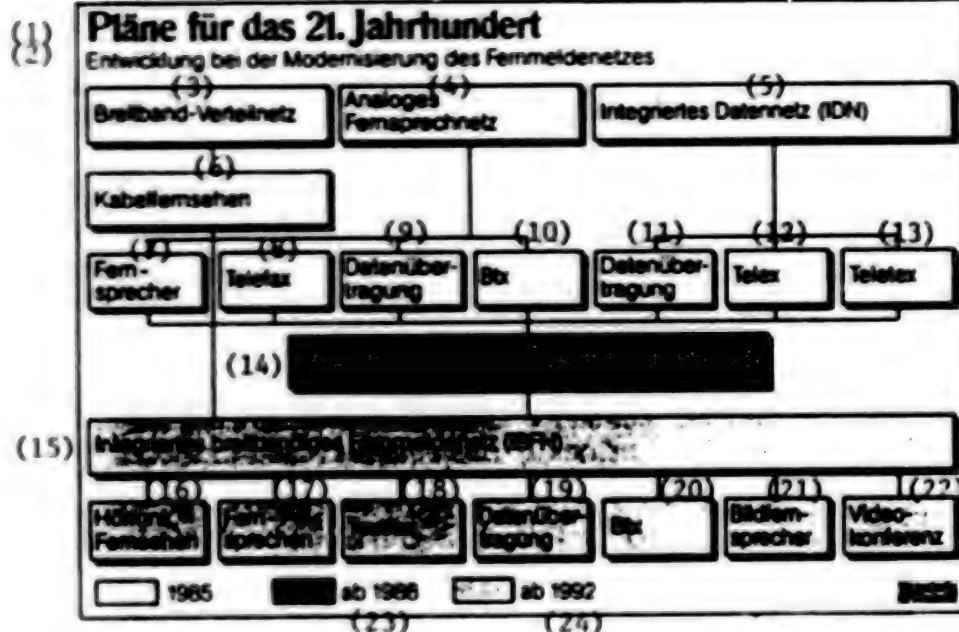 (1) Pläne für das 21. Jahrhundert
(2) Entwicklung bei der Modernisierung des Fernmeldenetzes
(3) (4) (5)
Breitband-Verteilnetz
Analoges
Fernsprechnetz
Integriertes Datennetz (IDN)
(6)
Kabelfernsehen
(7) (8) (9) (10) (11) (12) (13)
Fern-
sprecher
Telefax
Datenüber-
tragung
Btx
Datenüber-
tragung
Telex
Teletex
(14)
(15)
(16) (17) (18) (19) (20) (21) (22)
Fernsehen
Fern-
sprechen
Datenüber-
tragung
Btx
Bildfern-
sprecher
Video-
konferenz
1985 ab 1986 ab 1992
(23) (24)